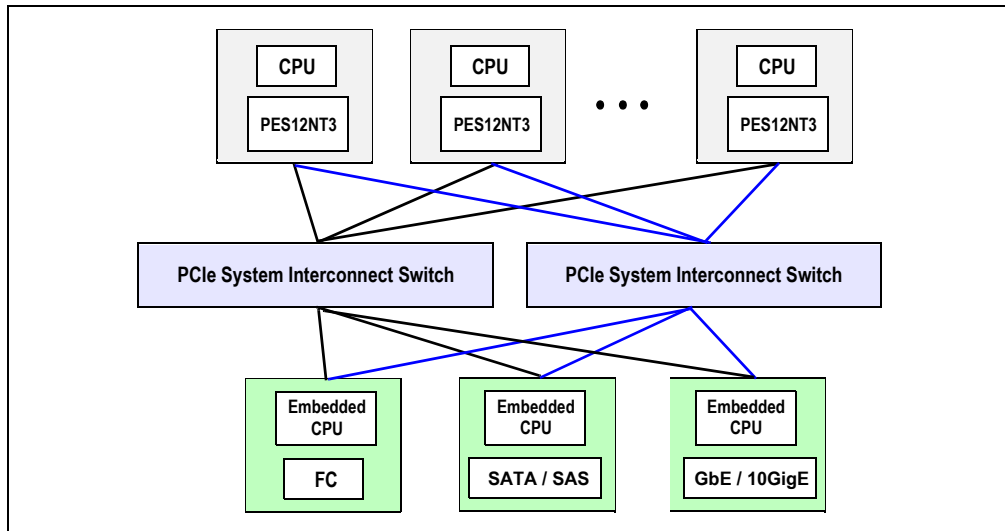 CPU CPU CPU
PES12NT3 PES12NT3 PES12NT3
PCIe System Interconnect Switch PCIe System Interconnect Switch
Embedded Embedded Embedded
CPU CPU CPU
FC SATA / SAS GbE / 10GigE